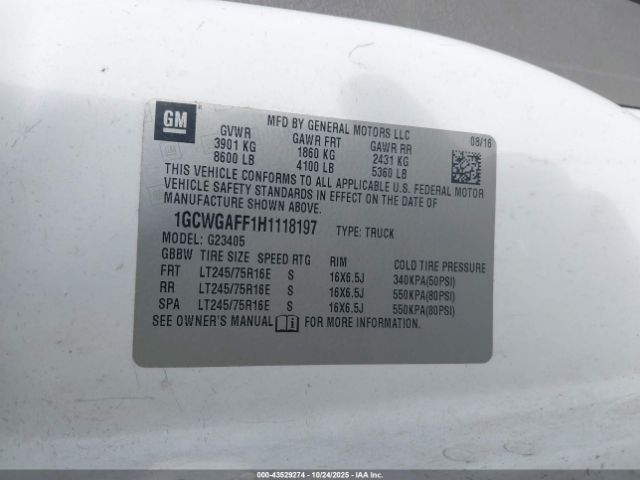 GM
MFD BY GENERAL MOTORS LLC
08/16
GVWR GAWR FRT GAWR RR
3901 KG 1860 KG 2431 KG
8600 LB 4100 LB 5360 LB
THIS VEHICLE CONFORMS TO ALL APPLICABLE U.S. FEDERAL MOTOR
VEHICLE SAFETY STANDARDS IN EFFECT ON THE DATE OF
MANUFACTURE SHOWN ABOVE.
1GCWGAFF1H1118197 TYPE: TRUCK
MODEL: G23405
GBBW TIRE SIZE SPEED RTG RIM COLD TIRE PRESSURE
FRT LT245/75R16E S 16X6.5J 340KPA(50PSI)
RR LT245/75R16E S 16X6.5J 550KPA(80PSI)
SPA LT245/75R16E S 16X6.5J 550KPA(80PSI)
SEE OWNER'S MANUAL FOR MORE INFORMATION.
000-43529274 - 10/24/2025 - IAAI.COM